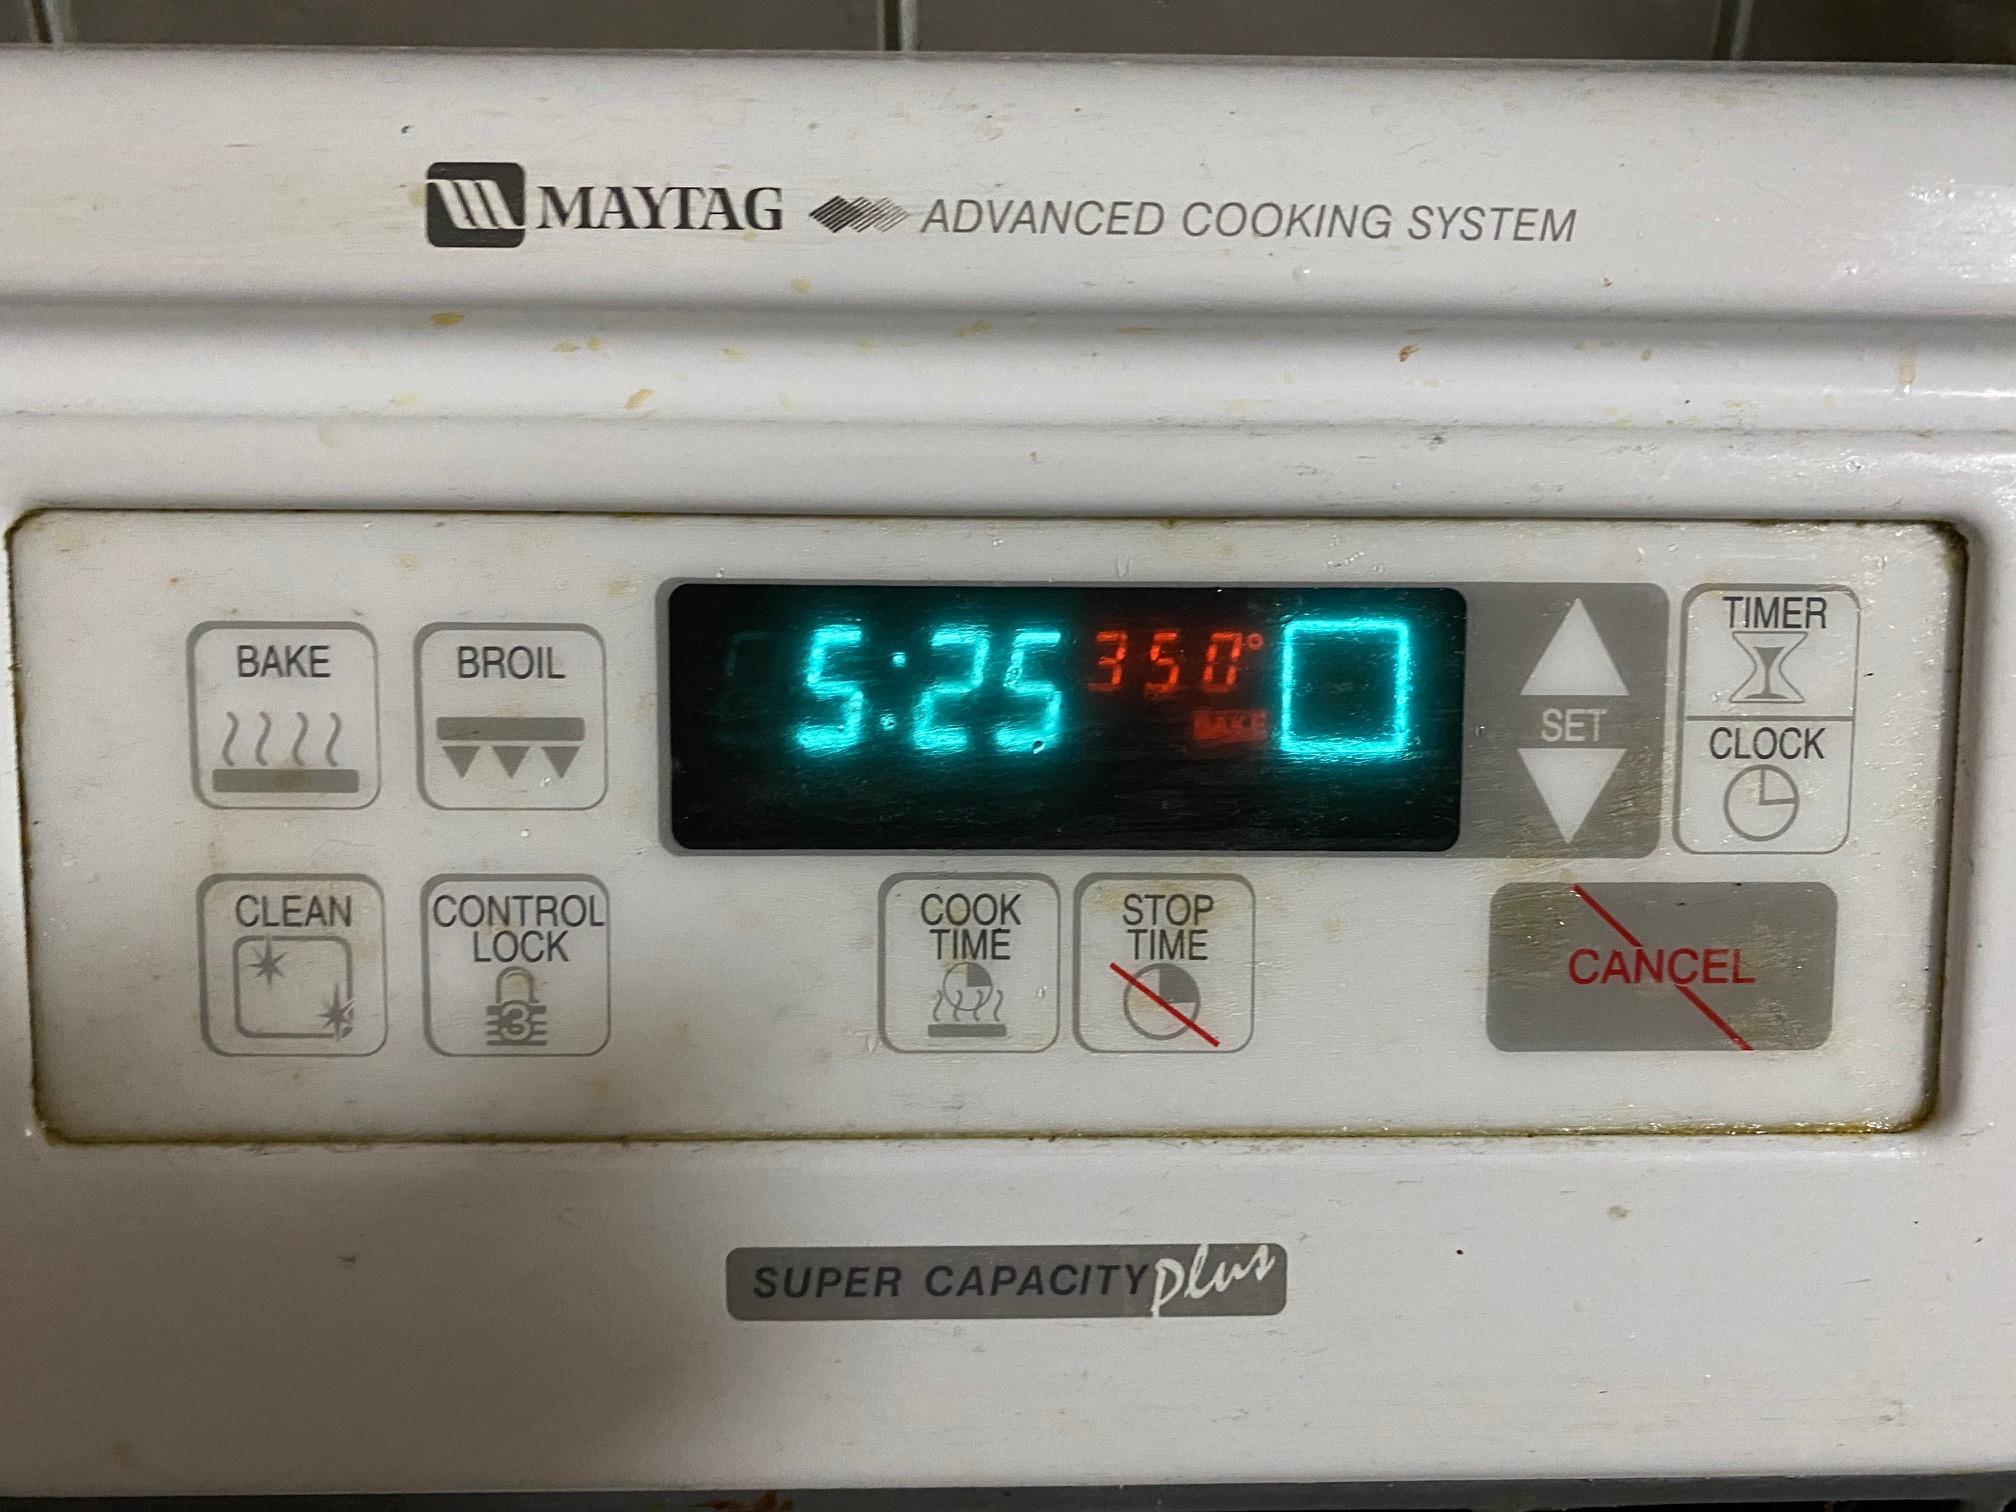 MAYTAG ADVANCED COOKING SYSTEM
BAKE
BROIL
5:25 350°
BAKE
SET
TIMER
CLOCK
CLEAN
CONTROL
LOCK
3
COOK
TIME
STOP
TIME
CANCEL
SUPER CAPACITY plus